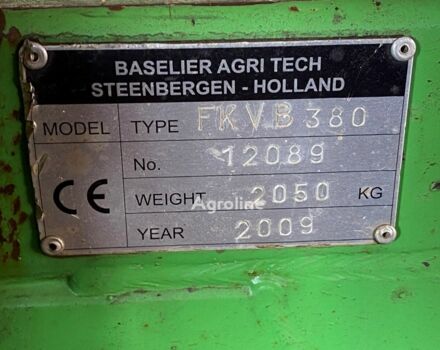 BASELIER AGRI TECH
STEENBERGEN - HOLLAND
MODEL TYPE FKVB 380
No. 12089
CE WEIGHT 2050 KG
Agroline
YEAR 2009